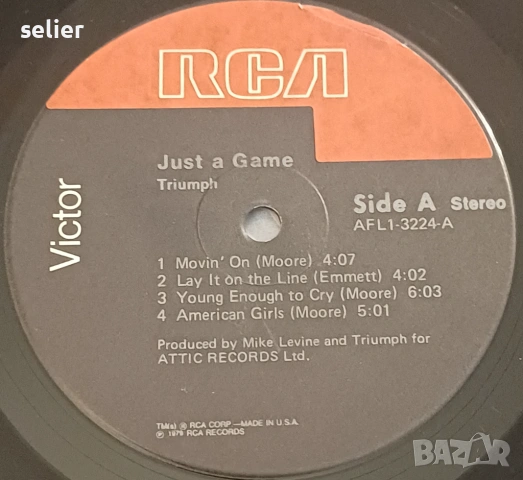 selier
RCA
Victor
Just a Game
Triumph
Side A Stereo
AFL1-3224-A
1 Movin' On (Moore) 4:07
2 Lay It on the Line (Emmett) 4:02
3 Young Enough to Cry (Moore) 6:03
4 American Girls (Moore) 5:01
Produced by Mike Levine and Triumph for
ATTIC RECORDS Ltd.
Tmk(s) ® RCA CORP.—MADE IN U.S.A.
℗ 1979 RCA RECORDS
BAZAR